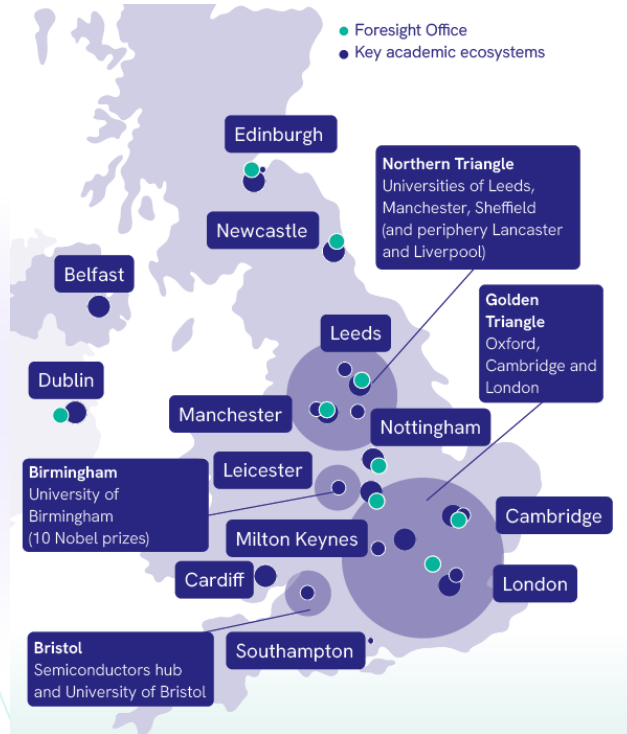 Foresight Office
Key academic ecosystems
Edinburgh
Northern Triangle
Universities of Leeds,
Manchester, Sheffield
(and periphery Lancaster
and Liverpool)
Newcastle
Belfast
Golden
Triangle
Oxford,
Cambridge and
London
Leeds
Dublin
Manchester
Nottingham
Leicester
Birmingham
University of
Birmingham
(10 Nobel prizes)
Cambridge
Milton Keynes
Cardiff
London
Bristol
Semiconductors hub
and University of Bristol
Southampton